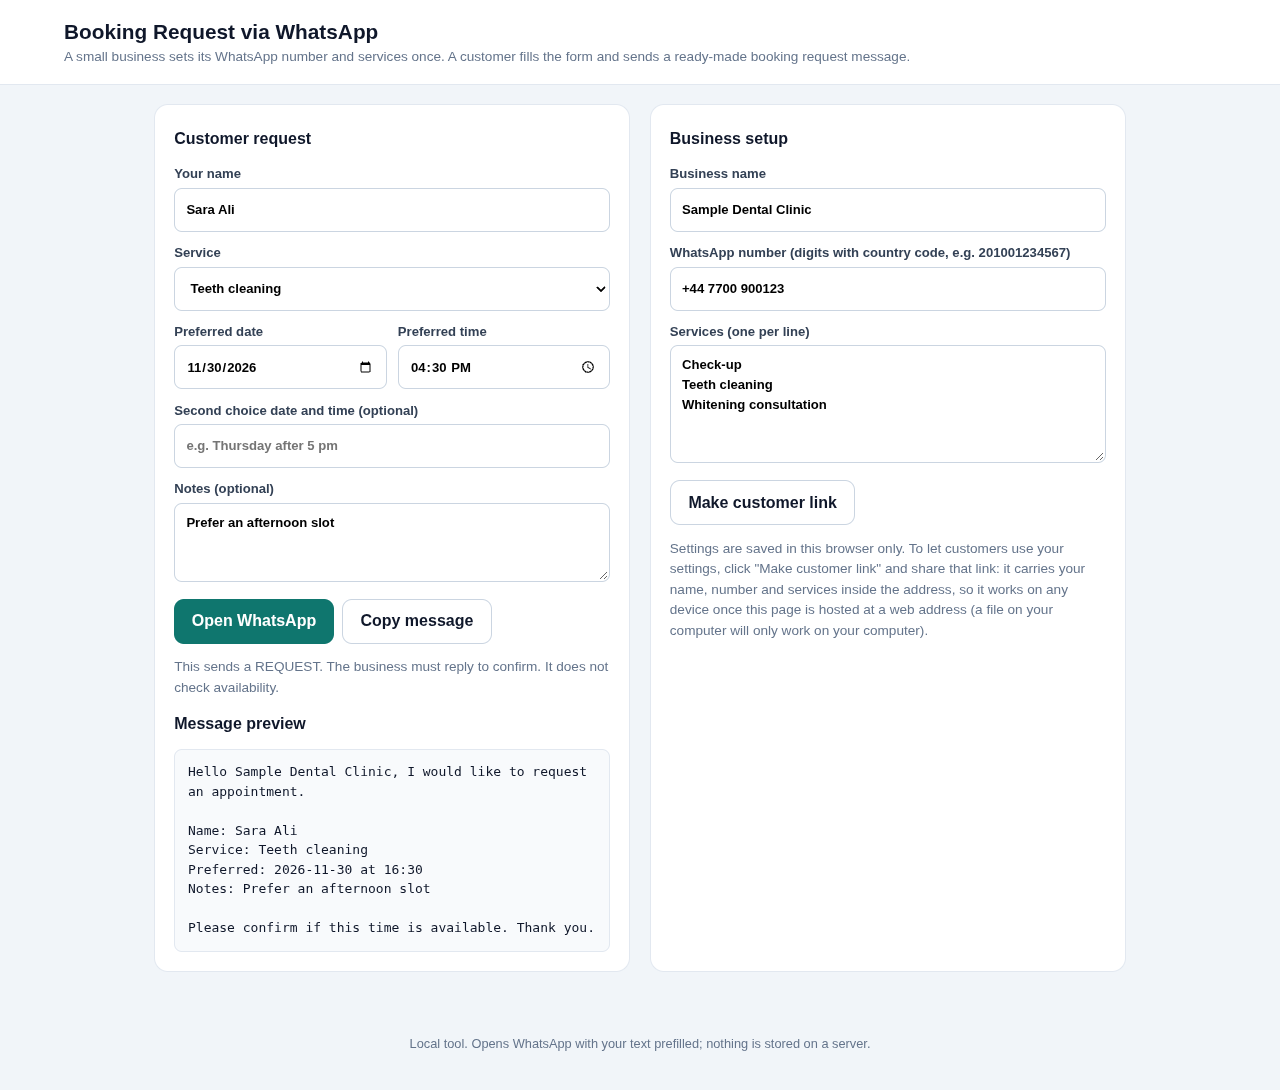 Booking Request via WhatsApp
A small business sets its WhatsApp number and services once. A customer fills the form and sends a ready-made booking request message.
Customer request
Your name
Sara Ali
Service
Teeth cleaning
Preferred date
Preferred time
11/30/2026
04:30 PM
Second choice date and time (optional)
e.g. Thursday after 5 pm
Notes (optional)
Prefer an afternoon slot
Open WhatsApp
Copy message
This sends a REQUEST. The business must reply to confirm. It does not
check availability.
Message preview
Hello Sample Dental Clinic, I would like to request
an appointment.
Name: Sara Ali
Service: Teeth cleaning
Preferred: 2026-11-30 at 16:30
Notes: Prefer an afternoon slot
Please confirm if this time is available. Thank you.
Business setup
Business name
Sample Dental Clinic
WhatsApp number (digits with country code, e.g. 201001234567)
+44 7700 900123
Services (one per line)
Check-up
Teeth cleaning
Whitening consultation
Make customer link
Settings are saved in this browser only. To let customers use your
settings, click "Make customer link" and share that link: it carries your
name, number and services inside the address, so it works on any
device once this page is hosted at a web address (a file on your
computer will only work on your computer).
Local tool. Opens WhatsApp with your text prefilled; nothing is stored on a server.